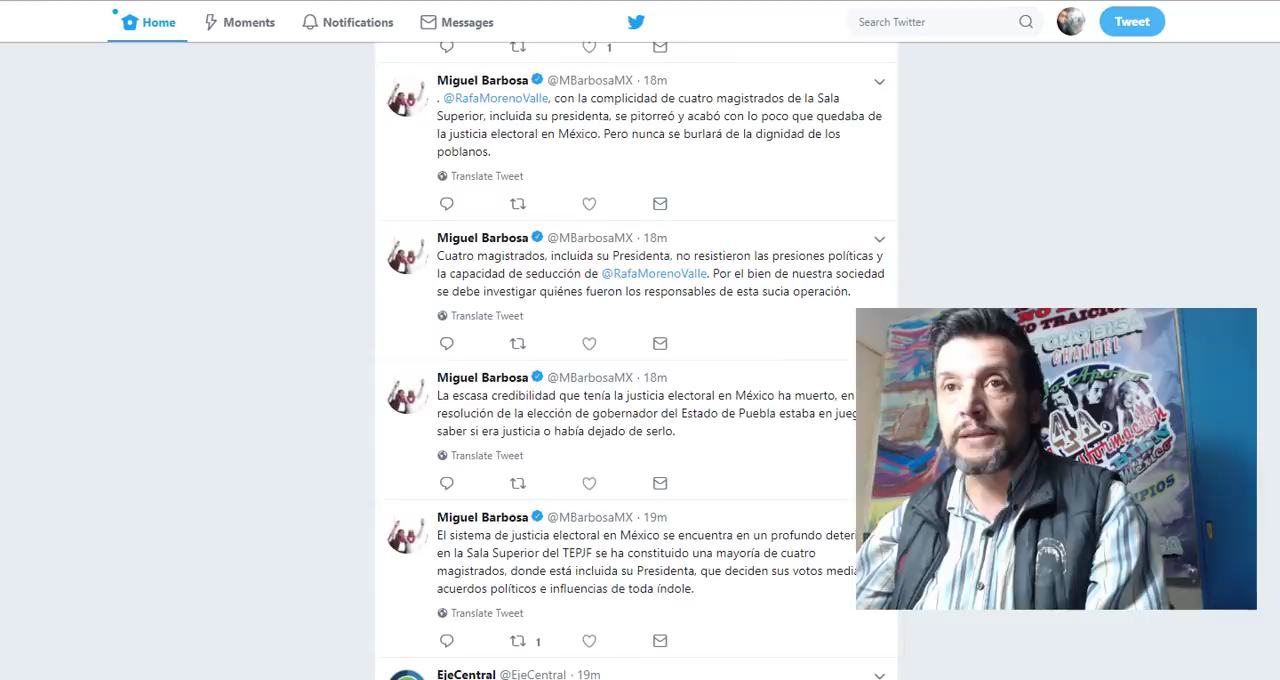 Home
Moments
Notifications
Messages
Search Twitter
Tweet
1
Miguel Barbosa @MBarbosaMX · 18m
. @RafaMorenoValle, con la complicidad de cuatro magistrados de la Sala
Superior, incluida su presidenta, se pitorreó y acabó con lo poco que quedaba de
la justicia electoral en México. Pero nunca se burlará de la dignidad de los
poblanos.
Translate Tweet
Miguel Barbosa @MBarbosaMX · 18m
Cuatro magistrados, incluida su Presidenta, no resistieron las presiones políticas y
la capacidad de seducción de @RafaMorenoValle. Por el bien de nuestra sociedad
se debe investigar quiénes fueron los responsables de esta sucia operación.
Translate Tweet
Miguel Barbosa @MBarbosaMX · 18m
La escasa credibilidad que tenía la justicia electoral en México ha muerto, en
resolución de la elección de gobernador del Estado de Puebla estaba en jueg
saber si era justicia o había dejado de serlo.
Translate Tweet
Miguel Barbosa @MBarbosaMX · 19m
El sistema de justicia electoral en México se encuentra en un profundo deteri
en la Sala Superior del TEPJF se ha constituido una mayoría de cuatro
magistrados, donde está incluida su Presidenta, que deciden sus votos media
acuerdos políticos e influencias de toda índole.
Translate Tweet
1
EjeCentral @EjeCentral · 19m
CHANNEL